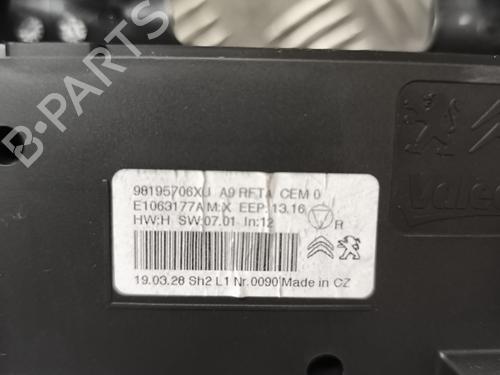 B-PARTS
98195706XU A9 RFTA CEM 0
E1063177A M:X EEP:13.16
HW:H SW:07.01 In:12 R
19.03.28 Sh2 L1 Nr.0090 Made in CZ
Valeo